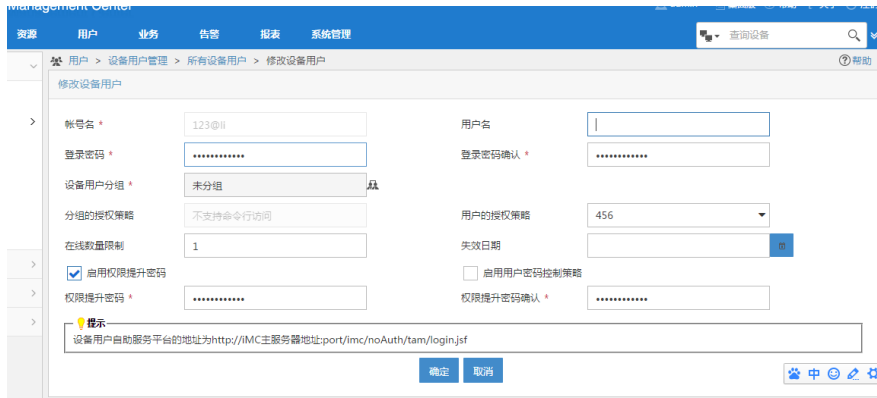 Management Center
资源 用户 业务 告警 报表 系统管理 查询设备
用户 > 设备用户管理 > 所有设备用户 > 修改设备用户 帮助
修改设备用户
帐号名 * 123@li 用户名
登录密码 * •••••••••••• 登录密码确认 * ••••••••••••
设备用户分组 * 未分组
分组的授权策略 不支持命令行访问 用户的授权策略 456
在线数量限制 1 失效日期
启用权限提升密码 启用用户密码控制策略
权限提升密码 * •••••••••••• 权限提升密码确认 * ••••••••••••
提示
设备用户自助服务平台的地址为http://iMC主服务器地址:port/imc/noAuth/tam/login.jsf
确定 取消
中